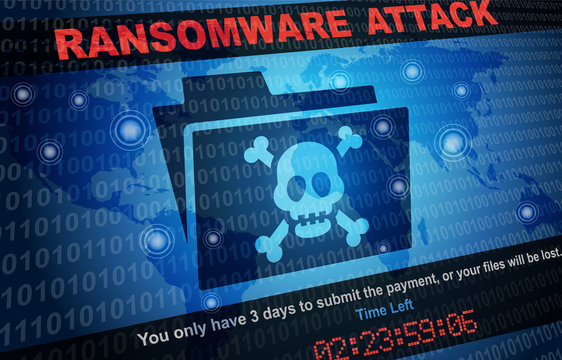 RANSOMWARE ATTACK
You only have 3 days to submit the payment, or your files will be lost.
Time Left
02:23:59:06